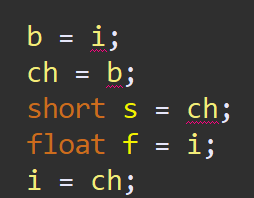 b = i;
ch = b;
short s = ch;
float f = i;
i = ch;